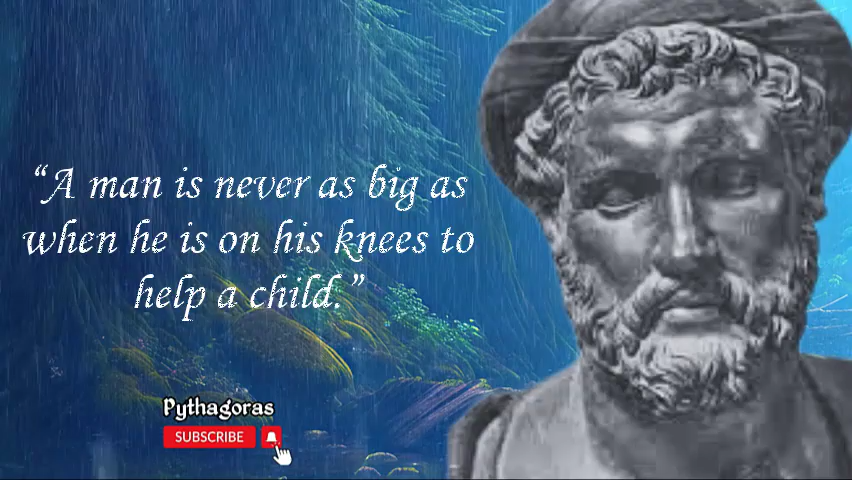 “A man is never as big as
when he is on his knees to
help a child.”
Pythagoras
SUBSCRIBE